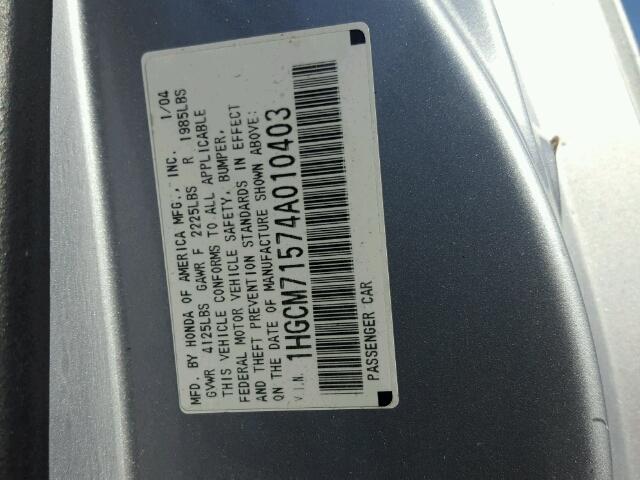 MFD. BY HONDA OF AMERICA MFG., INC. 1/04
GVWR 4125LBS GAWR F 2225LBS R 1985LBS
THIS VEHICLE CONFORMS TO ALL APPLICABLE
FEDERAL MOTOR VEHICLE SAFETY, BUMPER,
AND THEFT PREVENTION STANDARDS IN EFFECT
ON THE DATE OF MANUFACTURE SHOWN ABOVE:
V.I.N. 1HGCM71574A010403
PASSENGER CAR